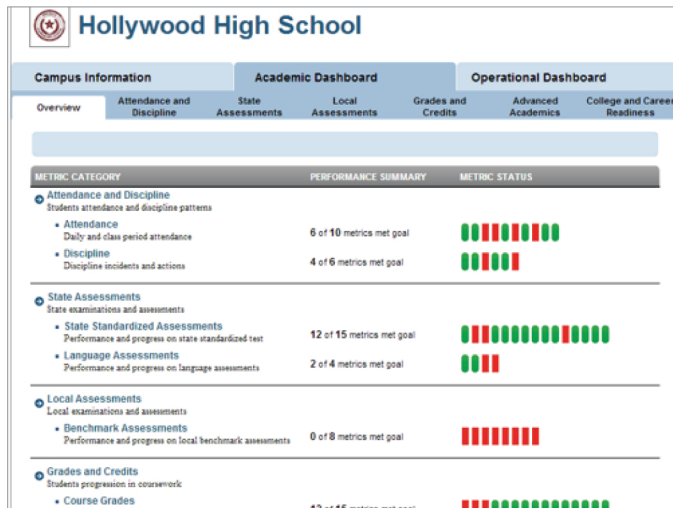 Hollywood High School
Campus Information Academic Dashboard Operational Dashboard
Overview Attendance and Discipline State Assessments Local Assessments Grades and Credits Advanced Academics College and Career Readiness
METRIC CATEGORY PERFORMANCE SUMMARY METRIC STATUS
Attendance and Discipline
Students attendance and discipline patterns
Attendance
Daily and class period attendance 6 of 10 metrics met goal
Discipline
Discipline incidents and actions 4 of 6 metrics met goal
State Assessments
State examinations and assessments
State Standardized Assessments
Performance and progress on state standardized test 12 of 15 metrics met goal
Language Assessments
Performance and progress on language assessments 2 of 4 metrics met goal
Local Assessments
Local examinations and assessments
Benchmark Assessments
Performance and progress on local benchmark assessments 0 of 8 metrics met goal
Grades and Credits
Students progression in coursework
Course Grades
12 of 15 metrics met goal